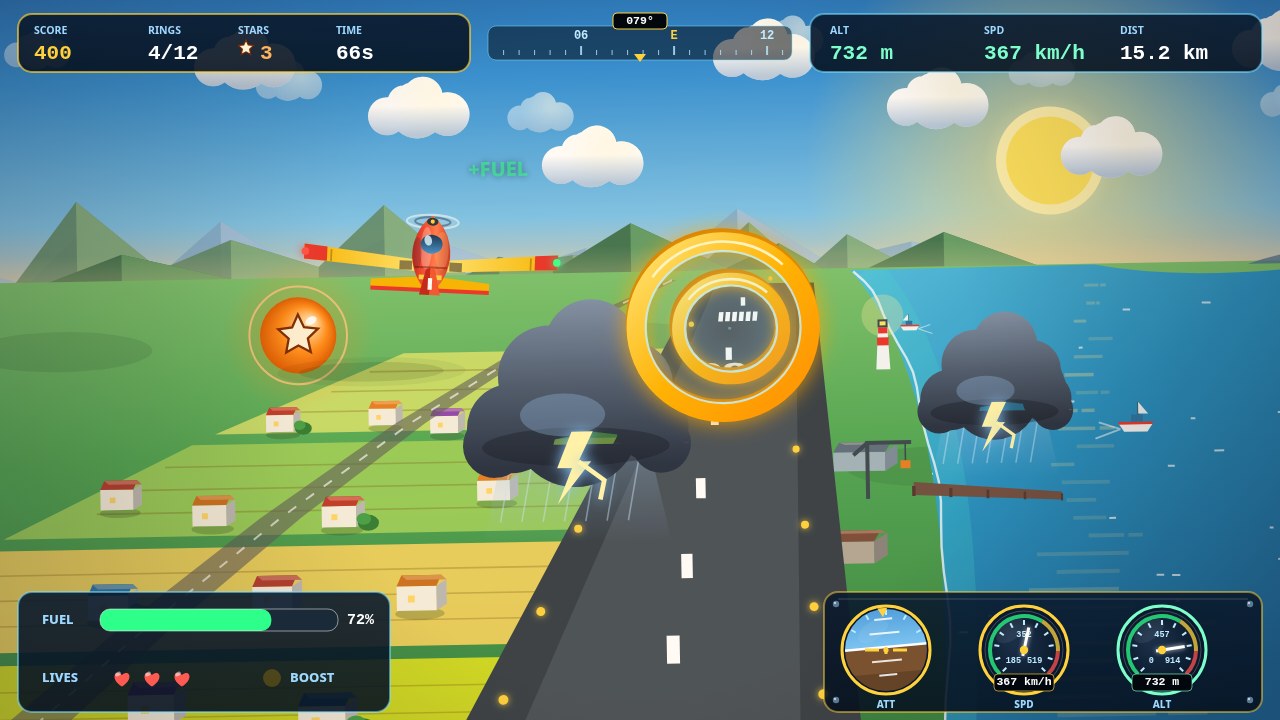 SCORE RINGS STARS TIME
400 4/12 3 66s
079°
06 E 12
ALT SPD DIST
732 m 367 km/h 15.2 km
+FUEL
FUEL 72%
LIVES BOOST
352
185 519
367 km/h
457
0 914
732 m
ATT SPD ALT